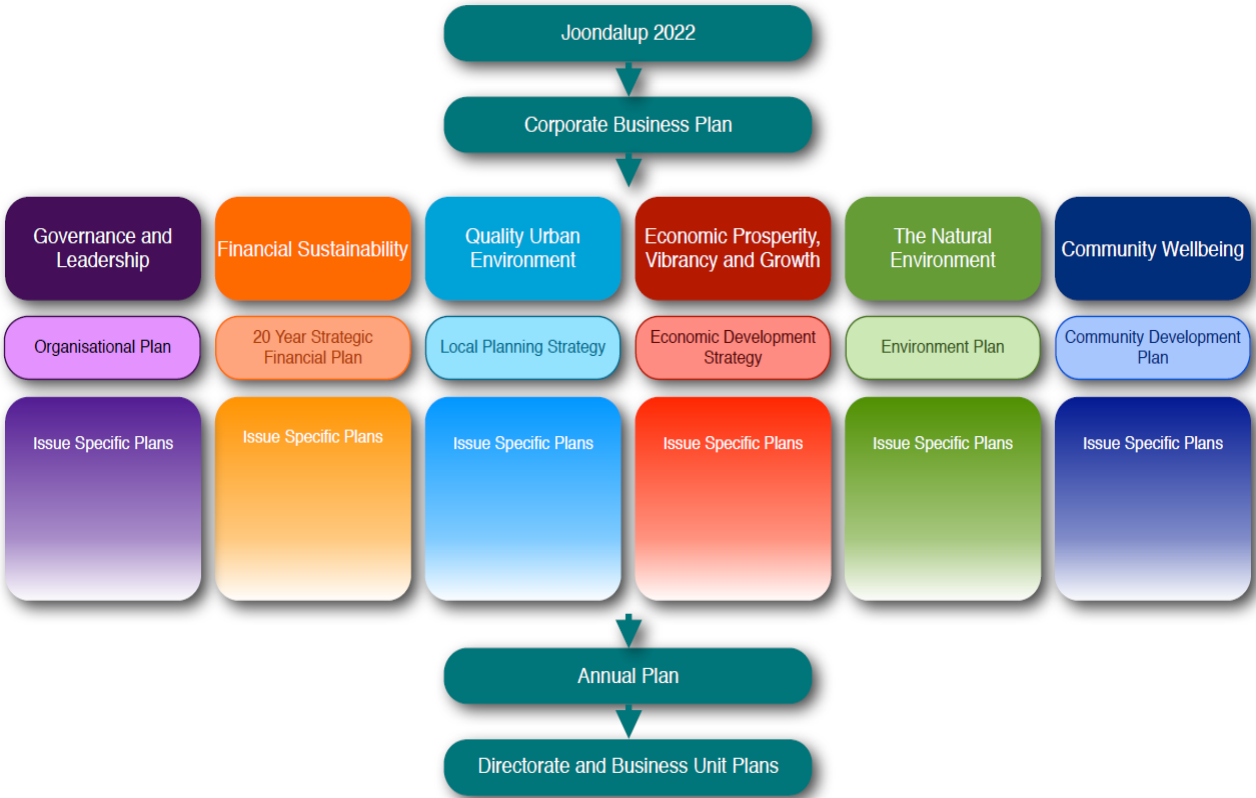 Joondalup 2022
Corporate Business Plan
Governance and
Leadership
Financial Sustainability
Quality Urban
Environment
Economic Prosperity,
Vibrancy and Growth
The Natural
Environment
Community Wellbeing
Organisational Plan
20 Year Strategic
Financial Plan
Local Planning Strategy
Economic Development
Strategy
Environment Plan
Community Development
Plan
Issue Specific Plans
Issue Specific Plans
Issue Specific Plans
Issue Specific Plans
Issue Specific Plans
Issue Specific Plans
Annual Plan
Directorate and Business Unit Plans